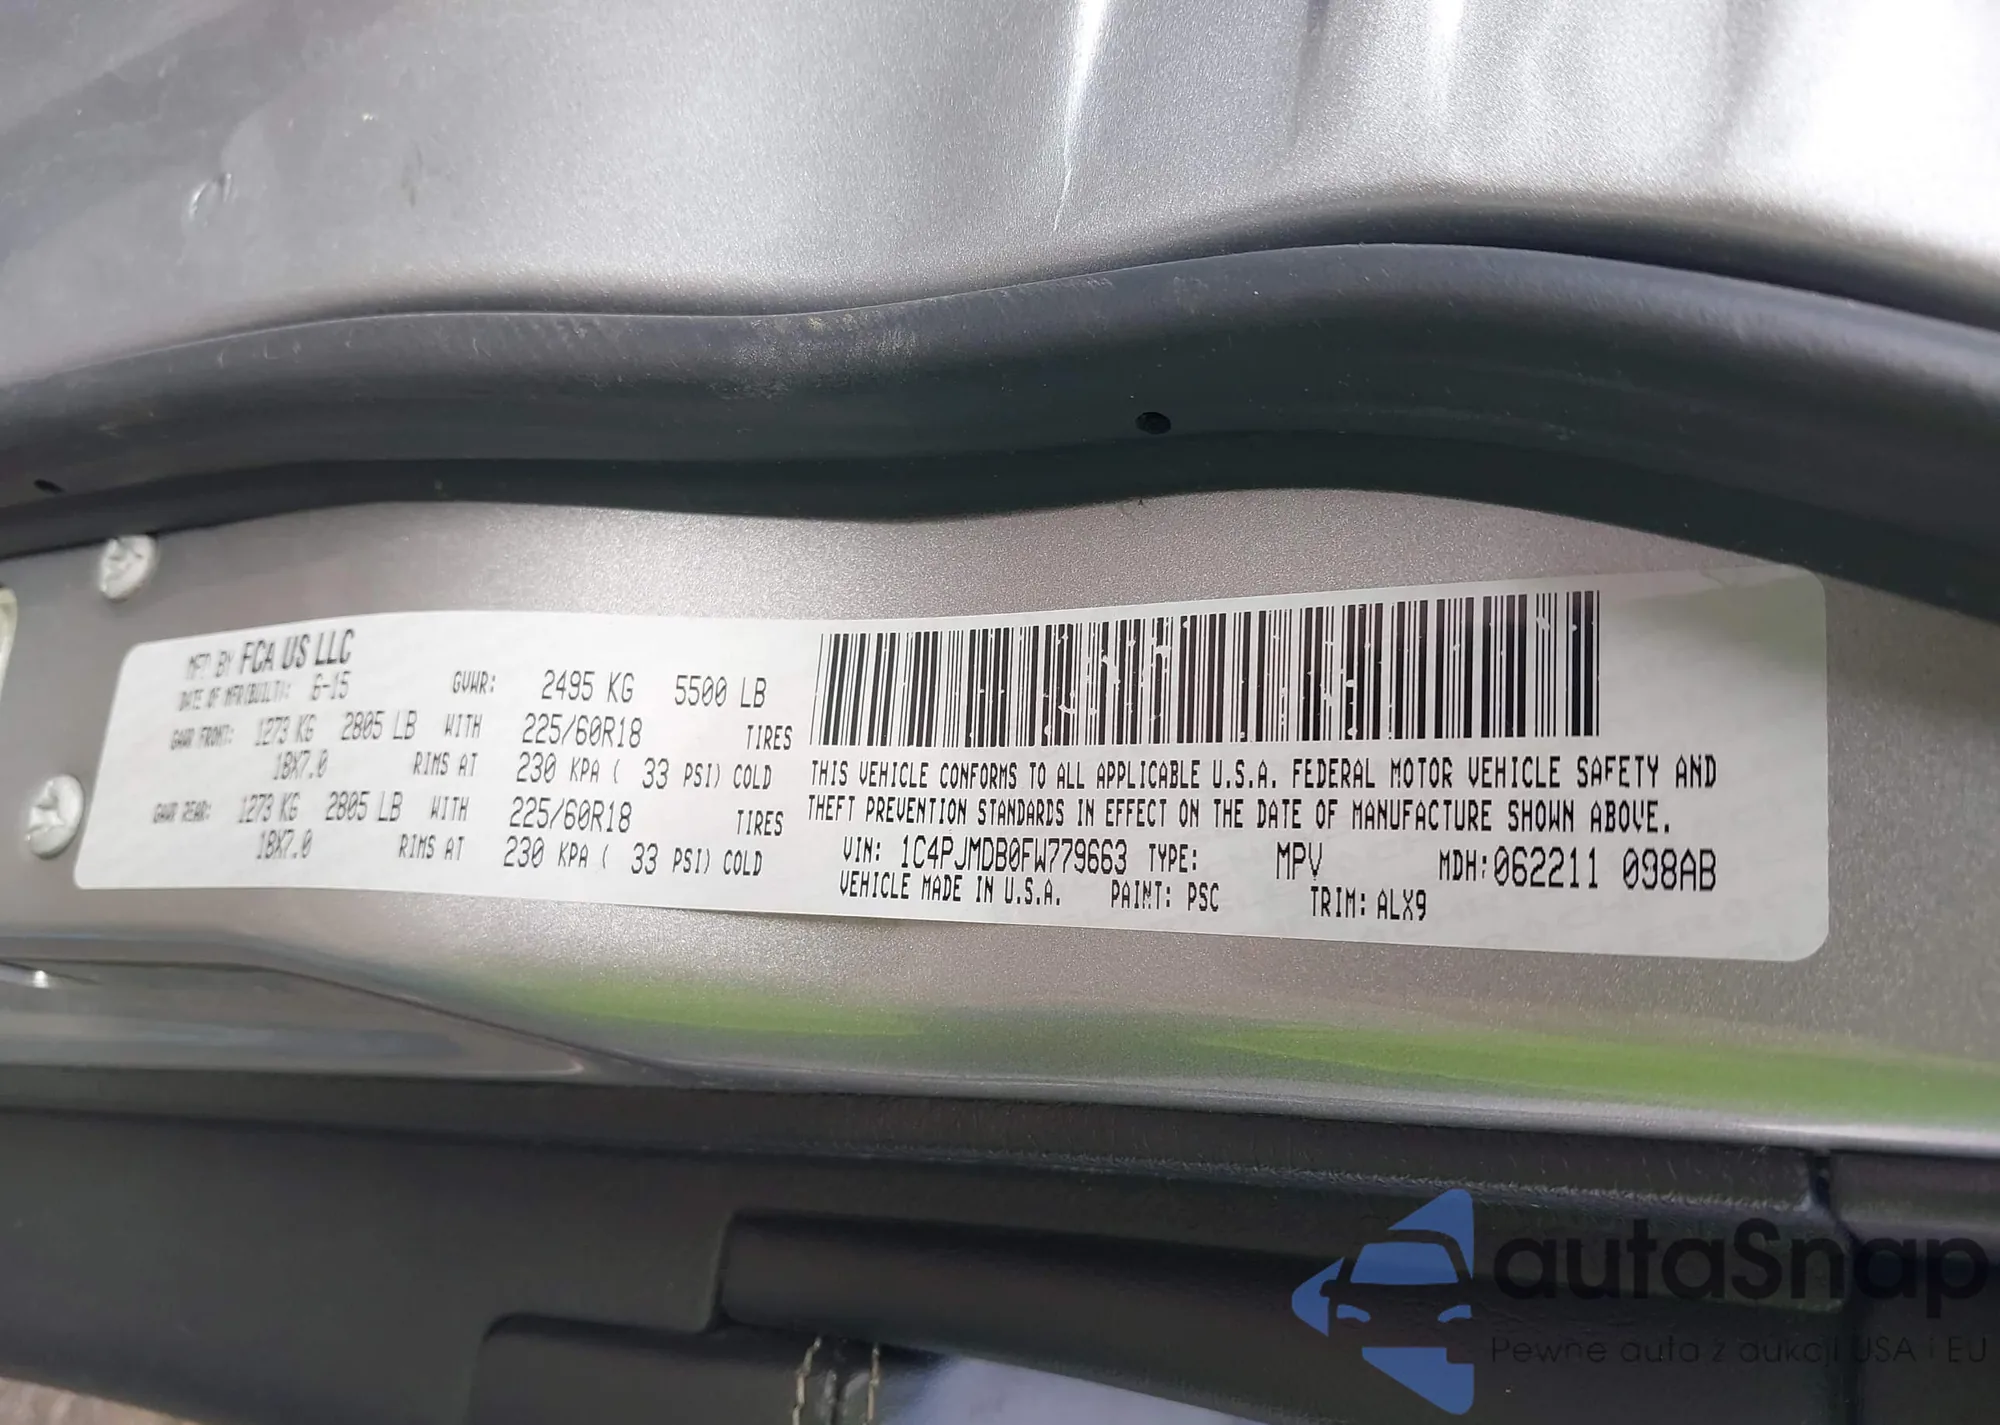 MFD BY FCA US LLC
DATE OF MFR(BUILT): 6-15 GVWR: 2495 KG 5500 LB
GAWR FRONT: 1273 KG 2805 LB WITH 225/60R18 TIRES
18X7.0 RIMS AT 230 KPA ( 33 PSI) COLD
GAWR REAR: 1273 KG 2805 LB WITH 225/60R18 TIRES
18X7.0 RIMS AT 230 KPA ( 33 PSI) COLD
THIS VEHICLE CONFORMS TO ALL APPLICABLE U.S.A. FEDERAL MOTOR VEHICLE SAFETY AND
THEFT PREVENTION STANDARDS IN EFFECT ON THE DATE OF MANUFACTURE SHOWN ABOVE.
VIN: 1C4PJMDB0FW779663 TYPE: MPV MDH: 062211 098AB
VEHICLE MADE IN U.S.A. PAINT: PSC TRIM: ALX9
autaSnap
Pewne auta z aukcji USA i EU